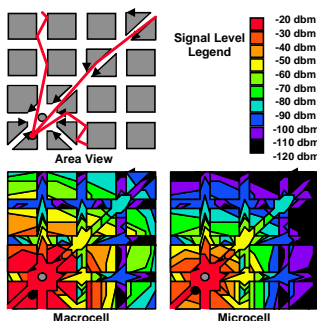 Signal Level
Legend
-20 dbm
-30 dbm
-40 dbm
-50 dbm
-60 dbm
-70 dbm
-80 dbm
-90 dbm
-100 dbm
-110 dbm
-120 dbm
Area View
Macrocell
Microcell